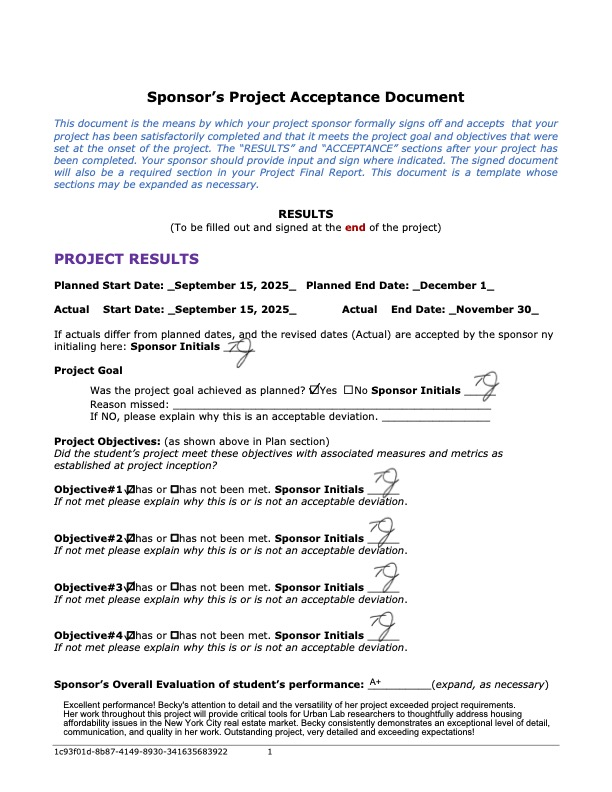 Sponsor's Project Acceptance Document
This document is the means by which your project sponsor formally signs off and accepts that your
project has been satisfactorily completed and that it meets the project goal and objectives that were
set at the onset of the project. The "RESULTS" and "ACCEPTANCE" sections after your project has
been completed. Your sponsor should provide input and sign where indicated. The signed document
will also be a required section in your Project Final Report. This document is a template whose
sections may be expanded as necessary.
RESULTS
(To be filled out and signed at the end of the project)
PROJECT RESULTS
Planned Start Date: _September 15, 2025_ Planned End Date: _December 1_
Actual Start Date: _September 15, 2025_ Actual End Date: _November 30_
If actuals differ from planned dates, and the revised dates (Actual) are accepted by the sponsor ny
initialing here: Sponsor Initials ______
Project Goal
Was the project goal achieved as planned? ☑Yes ☐No Sponsor Initials ______
Reason missed: ____________________________________________________________
If NO, please explain why this is an acceptable deviation. ____________________
Project Objectives: (as shown above in Plan section)
Did the student's project meet these objectives with associated measures and metrics as
established at project inception?
Objective#1 ☑has or ☐has not been met. Sponsor Initials ______
If not met please explain why this is or is not an acceptable deviation.
Objective#2 ☑has or ☐has not been met. Sponsor Initials ______
If not met please explain why this is or is not an acceptable deviation.
Objective#3 ☑has or ☐has not been met. Sponsor Initials ______
If not met please explain why this is or is not an acceptable deviation.
Objective#4 ☑has or ☐has not been met. Sponsor Initials ______
If not met please explain why this is or is not an acceptable deviation.
Sponsor's Overall Evaluation of student's performance: A+__________(expand, as necessary)
Excellent performance! Becky's attention to detail and the versatility of her project exceeded project requirements.
Her work throughout this project will provide critical tools for Urban Lab researchers to thoughtfully address housing
affordability issues in the New York City real estate market. Becky consistently demonstrates an exceptional level of detail,
communication, and quality in her work. Outstanding project, very detailed and exceeding expectations!
1c93f01d-8b87-4149-8930-341635683922 1